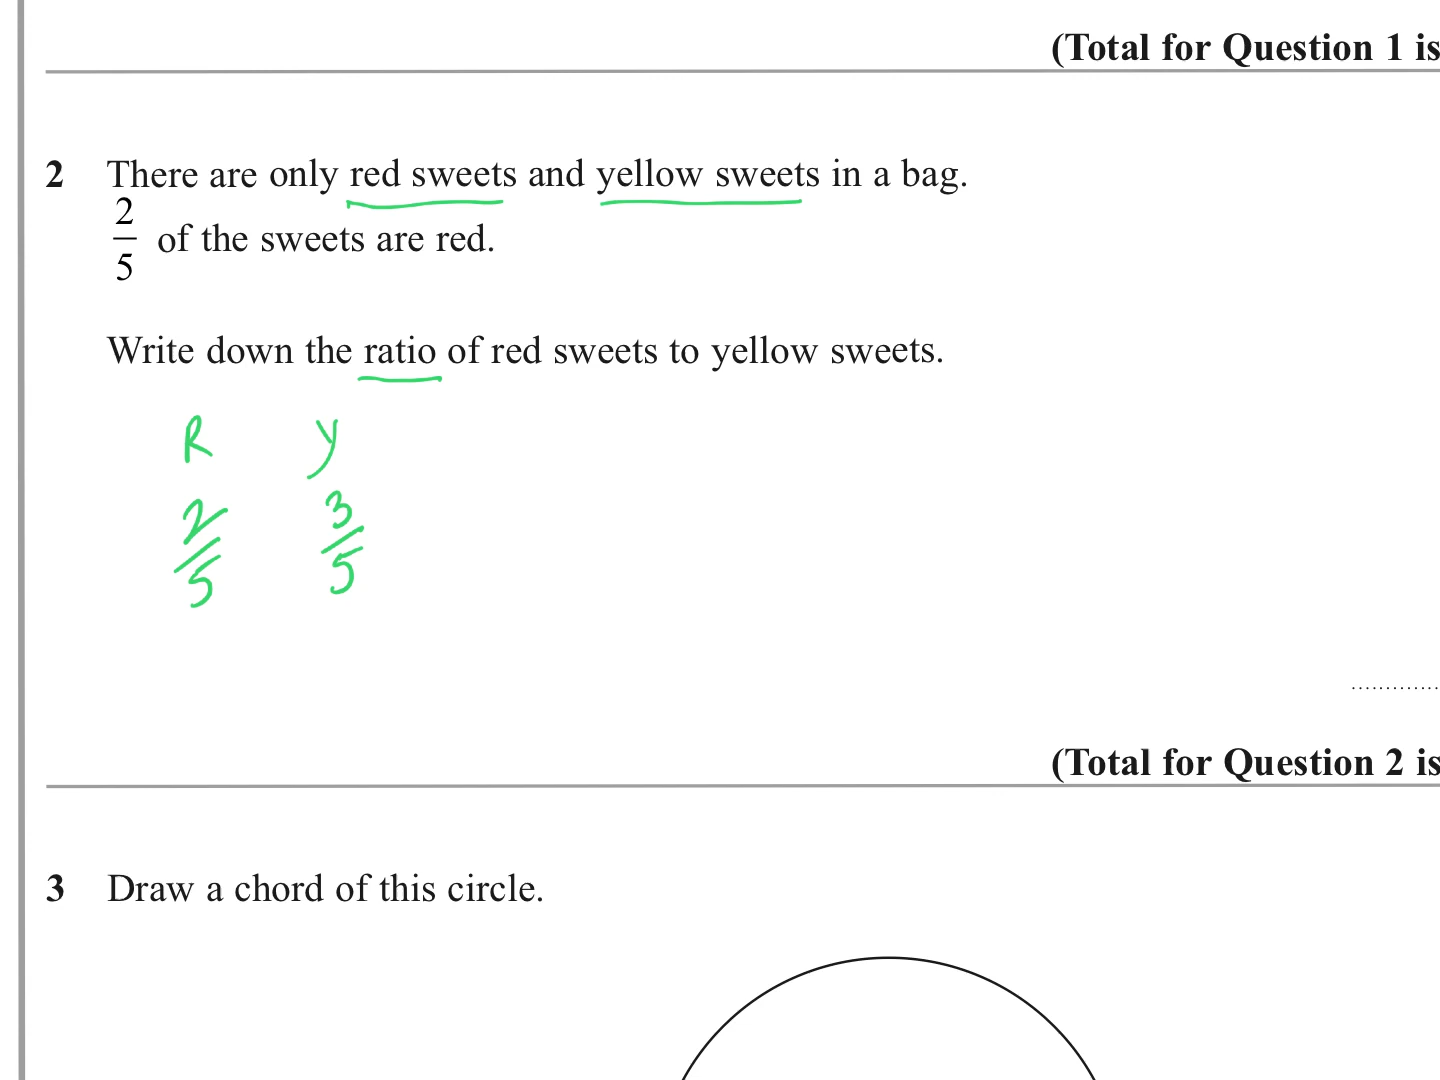 (Total for Question 1 is
2 There are only red sweets and yellow sweets in a bag.
2/5 of the sweets are red.
Write down the ratio of red sweets to yellow sweets.
R y
2/5 3/5
.............
(Total for Question 2 is
3 Draw a chord of this circle.